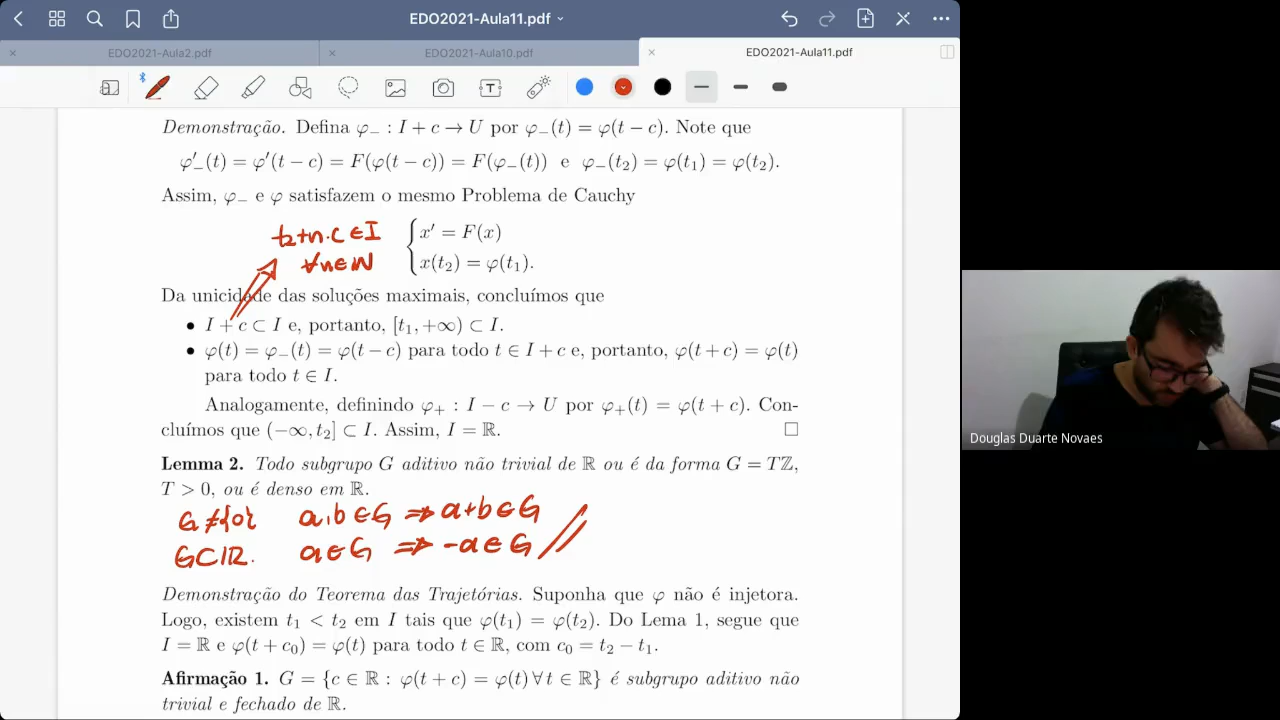 EDO2021-Aula11.pdf
EDO2021-Aula2.pdf
EDO2021-Aula10.pdf
EDO2021-Aula11.pdf
Demonstração. Defina φ₋ : I + c → U por φ₋(t) = φ(t − c). Note que
φ′₋(t) = φ′(t − c) = F(φ(t − c)) = F(φ₋(t)) e φ₋(t₂) = φ(t₁) = φ(t₂).
Assim, φ₋ e φ satisfazem o mesmo Problema de Cauchy
t₂+n.c ∈ I
∀n∈ℕ
{ x′ = F(x)
x(t₂) = φ(t₁).
Da unicidade das soluções maximais, concluímos que
• I + c ⊂ I e, portanto, [t₁, +∞) ⊂ I.
• φ(t) = φ₋(t) = φ(t − c) para todo t ∈ I + c e, portanto, φ(t + c) = φ(t)
para todo t ∈ I.
Analogamente, definindo φ₊ : I − c → U por φ₊(t) = φ(t + c). Con-
cluímos que (−∞, t₂] ⊂ I. Assim, I = ℝ. □
Lemma 2. Todo subgrupo G aditivo não trivial de ℝ ou é da forma G = Tℤ,
T > 0, ou é denso em ℝ.
G ≠ {0} a,b ∈ G ⇒ a+b ∈ G
G ⊂ ℝ. a ∈ G ⇒ -a ∈ G //
Demonstração do Teorema das Trajetórias. Suponha que φ não é injetora.
Logo, existem t₁ < t₂ em I tais que φ(t₁) = φ(t₂). Do Lema 1, segue que
I = ℝ e φ(t + c₀) = φ(t) para todo t ∈ ℝ, com c₀ = t₂ − t₁.
Afirmação 1. G = {c ∈ ℝ : φ(t + c) = φ(t) ∀ t ∈ ℝ} é subgrupo aditivo não
trivial e fechado de ℝ.
Douglas Duarte Novaes